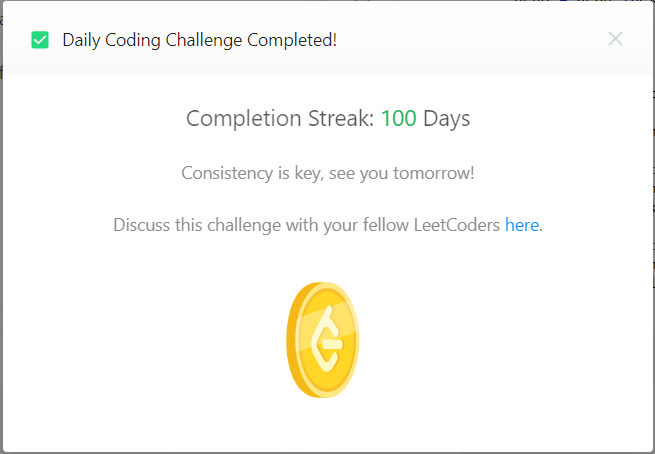 Daily Coding Challenge Completed!
Completion Streak: 100 Days
Consistency is key, see you tomorrow!
Discuss this challenge with your fellow LeetCoders here.